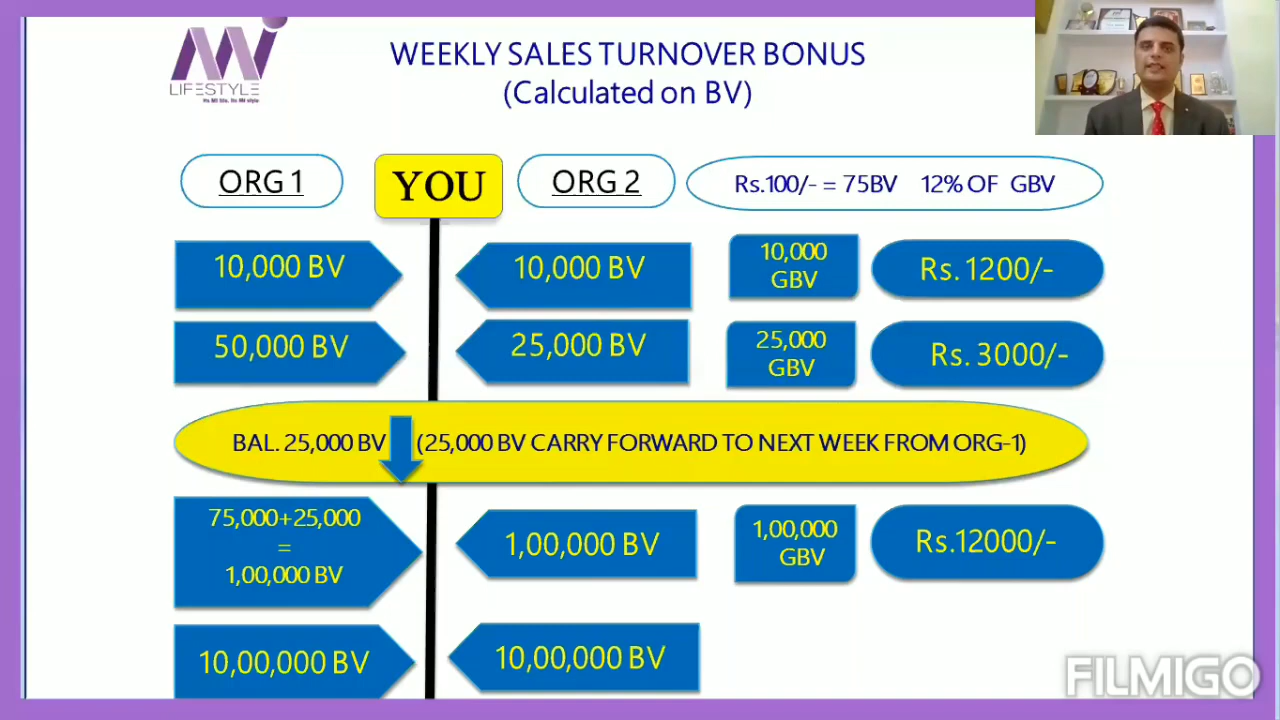 LIFESTYLE
WEEKLY SALES TURNOVER BONUS
(Calculated on BV)
ORG 1
YOU
ORG 2
Rs.100/- = 75BV 12% OF GBV
10,000 BV
10,000 BV
10,000
GBV
Rs. 1200/-
50,000 BV
25,000 BV
25,000
GBV
Rs. 3000/-
BAL. 25,000 BV (25,000 BV CARRY FORWARD TO NEXT WEEK FROM ORG-1)
75,000+25,000
=
1,00,000 BV
1,00,000 BV
1,00,000
GBV
Rs.12000/-
10,00,000 BV
10,00,000 BV
FILMIGO